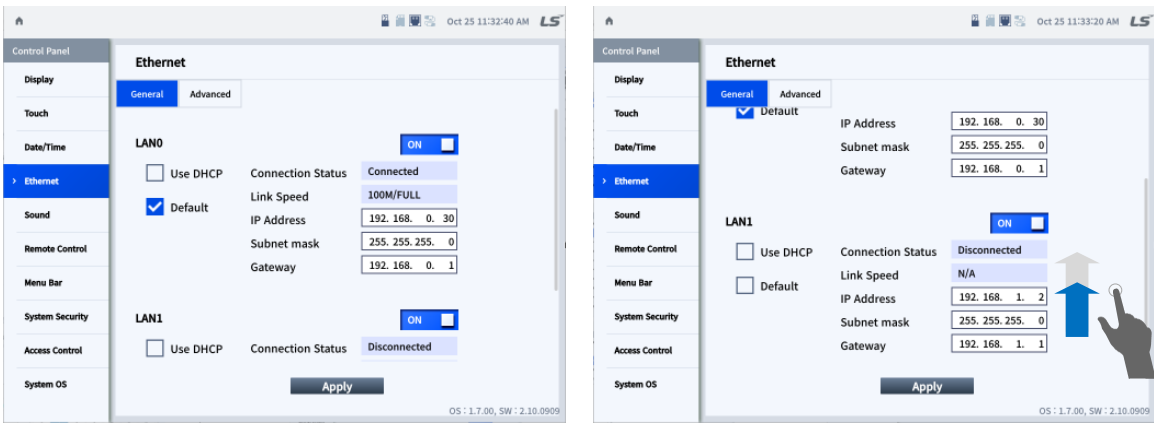 Oct 25 11:32:40 AM LS
Control Panel
Display
Touch
Date/Time
> Ethernet
Sound
Remote Control
Menu Bar
System Security
Access Control
System OS
Ethernet
General Advanced
LAN0 ON
Use DHCP Connection Status Connected
Link Speed 100M/FULL
Default
IP Address 192. 168. 0. 30
Subnet mask 255. 255. 255. 0
Gateway 192. 168. 0. 1
LAN1 ON
Use DHCP Connection Status Disconnected
Apply
OS : 1.7.00, SW : 2.10.0909
Oct 25 11:33:20 AM LS
Control Panel
Display
Touch
Date/Time
> Ethernet
Sound
Remote Control
Menu Bar
System Security
Access Control
System OS
Ethernet
General Advanced
Default
IP Address 192. 168. 0. 30
Subnet mask 255. 255. 255. 0
Gateway 192. 168. 0. 1
LAN1 ON
Use DHCP Connection Status Disconnected
Link Speed N/A
Default
IP Address 192. 168. 1. 2
Subnet mask 255. 255. 255. 0
Gateway 192. 168. 1. 1
Apply
OS : 1.7.00, SW : 2.10.0909